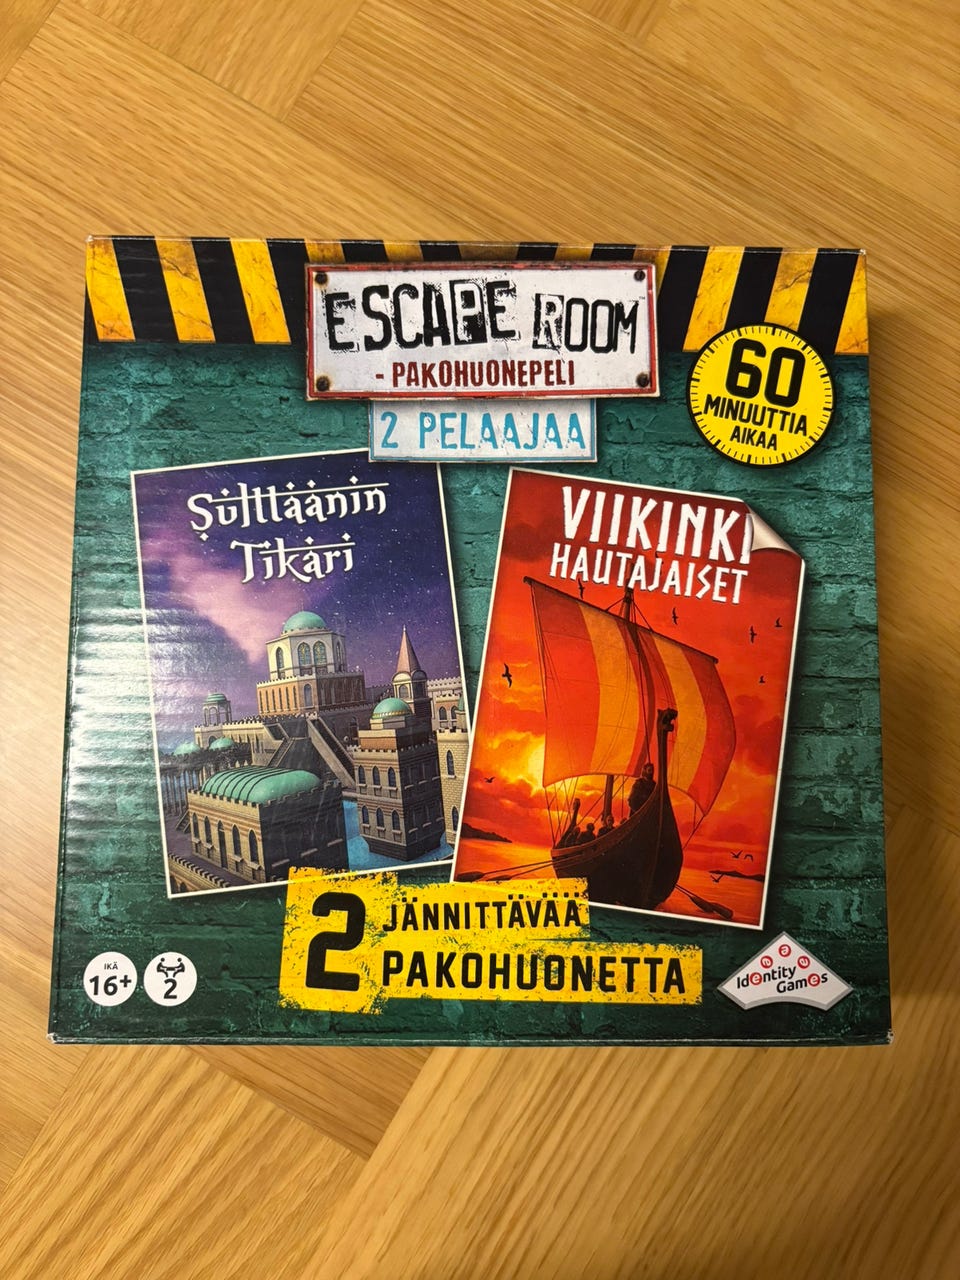 ESCAPE ROOM
- PAKOHUONEPELI
2 PELAAJAA
60
MINUUTTIA
AIKAA
Sulttaanin
Tikari
VIIKINKI
HAUTAJAISET
2 JÄNNITTÄVÄÄ
PAKOHUONETTA
IKÄ
16+
2
Identity
Games